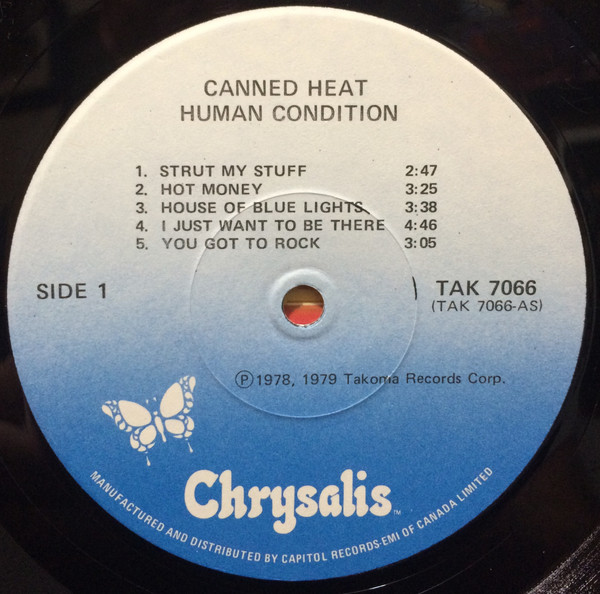 CANNED HEAT
HUMAN CONDITION
1. STRUT MY STUFF 2:47
2. HOT MONEY 3:25
3. HOUSE OF BLUE LIGHTS 3:38
4. I JUST WANT TO BE THERE 4:46
5. YOU GOT TO ROCK 3:05
SIDE 1
TAK 7066
(TAK 7066-AS)
Ⓟ1978, 1979 Takoma Records Corp.
Chrysalis™
MANUFACTURED AND DISTRIBUTED BY CAPITOL RECORDS-EMI OF CANADA LIMITED